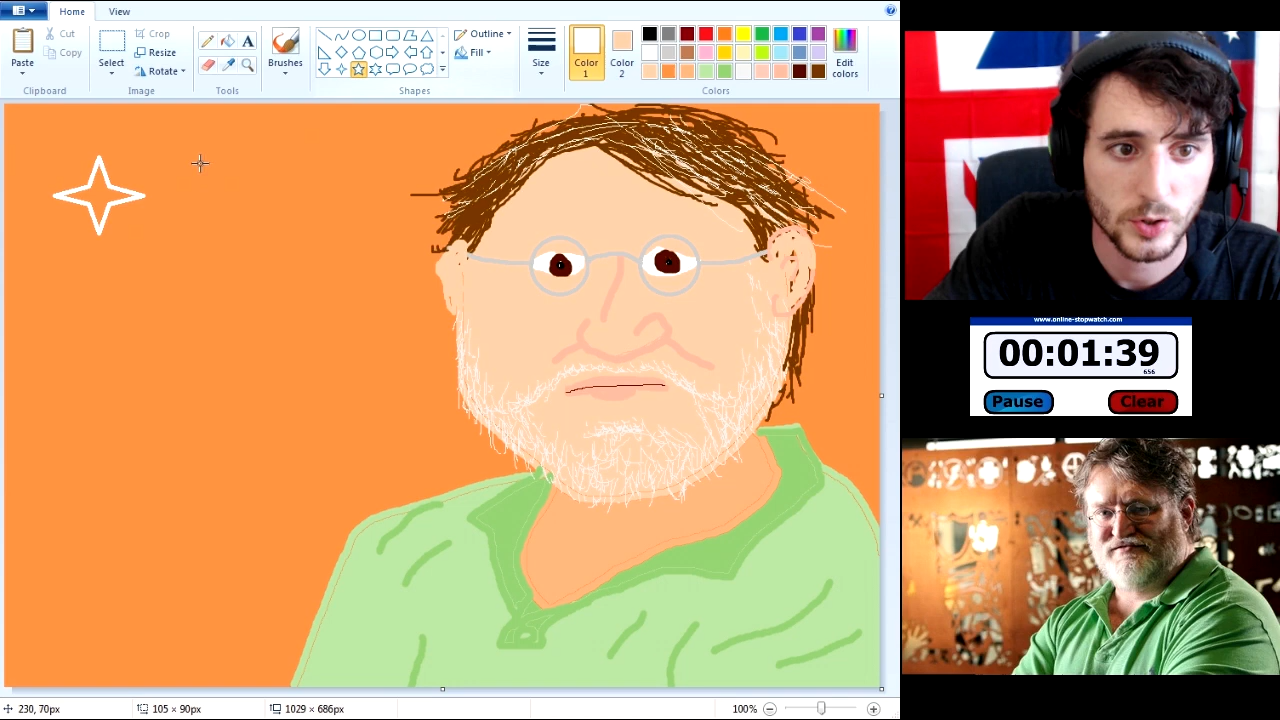 Home View
Paste
Cut
Copy
Clipboard
Select
Crop
Resize
Rotate
Image
A
Tools
Brushes
Outline
Fill
Shapes
Size
Color 1
Color 2
Edit colors
Colors
www.online-stopwatch.com
00:01:39
656
Pause Clear
230, 70px
105 × 90px
1029 × 686px
100%